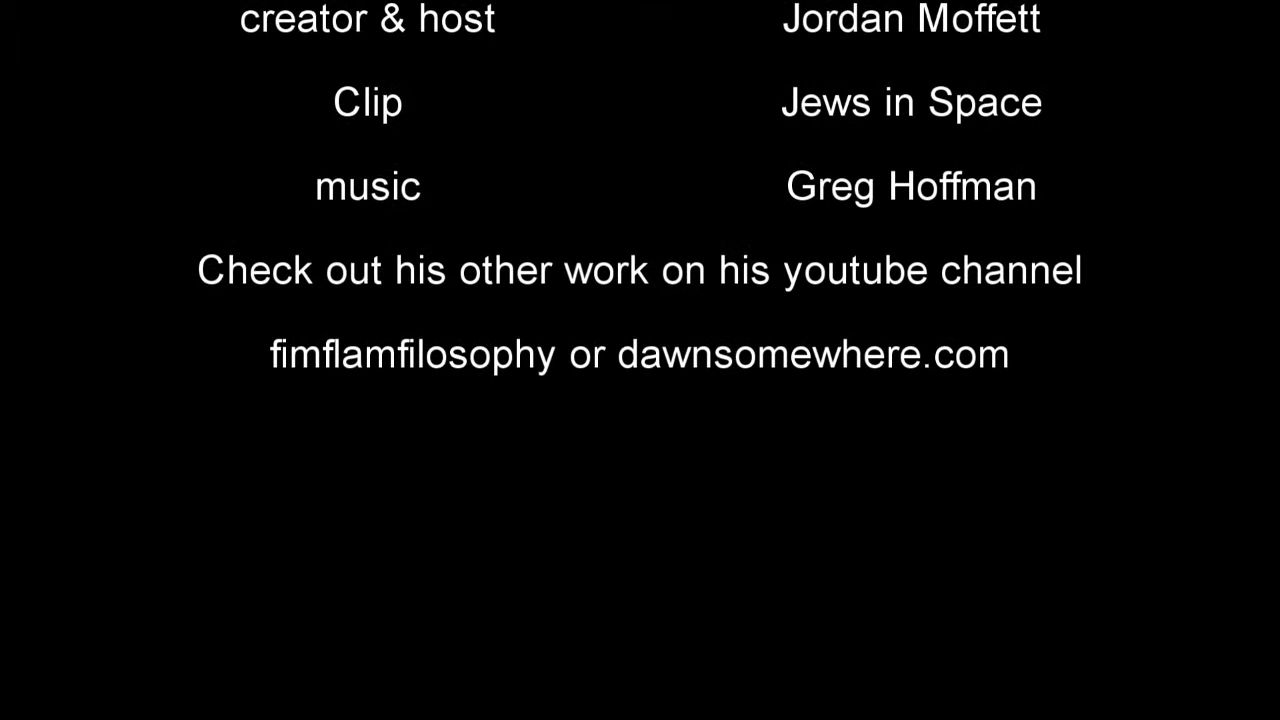 creator & host Jordan Moffett
Clip Jews in Space
music Greg Hoffman
Check out his other work on his youtube channel
fimflamfilosophy or dawnsomewhere.com